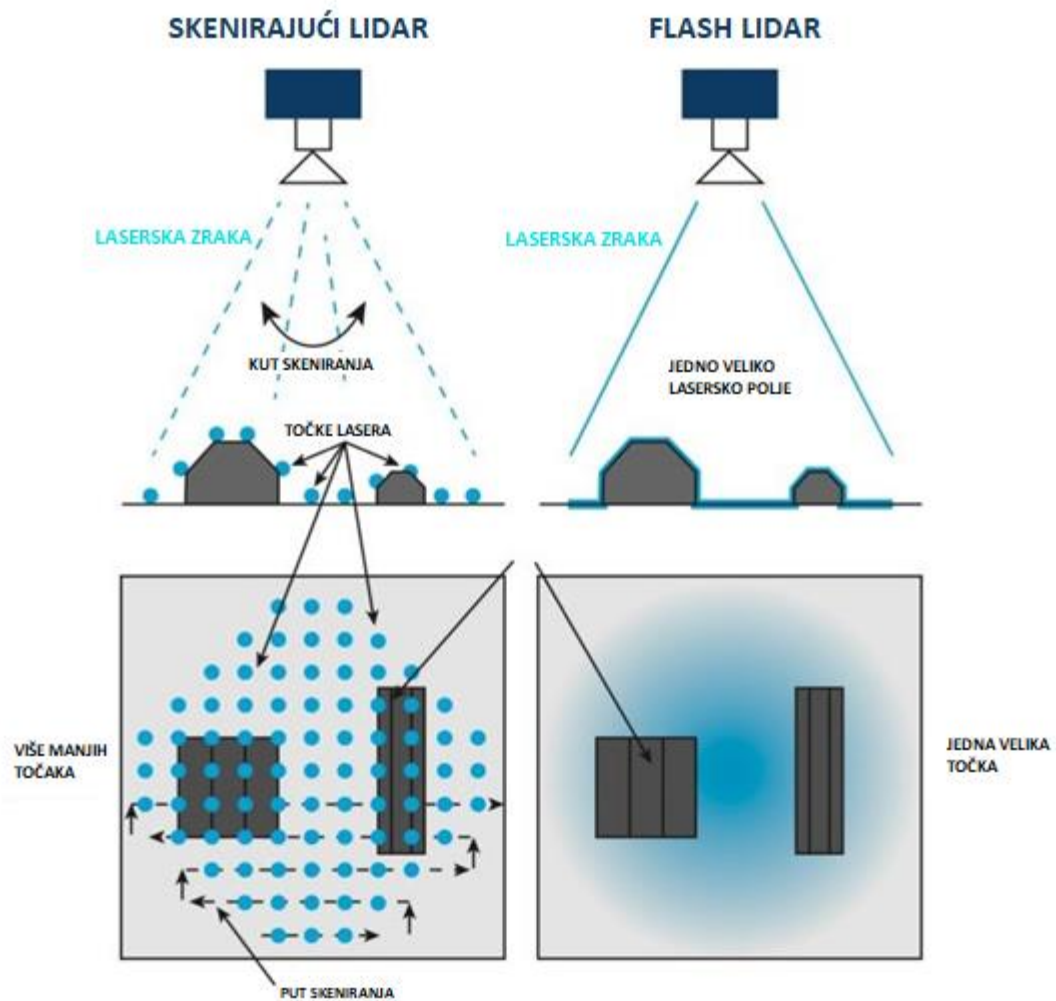 SKENIRAJUĆI LIDAR
FLASH LIDAR
LASERSKA ZRAKA
LASERSKA ZRAKA
KUT SKENIRANJA
JEDNO VELIKO
LASERSKO POLJE
TOČKE LASERA
VIŠE MANJIH
TOČAKA
JEDNA VELIKA
TOČKA
PUT SKENIRANJA